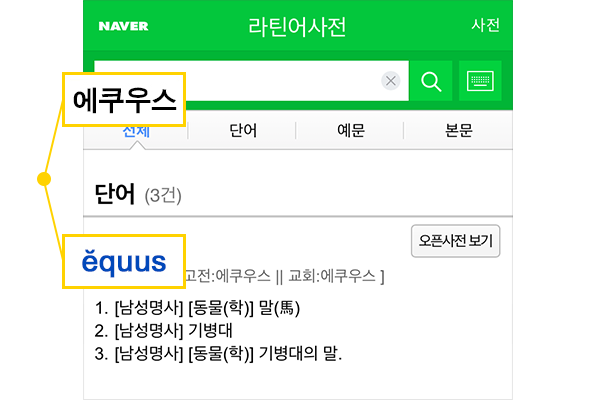 NAVER 라틴어사전 사전
에쿠우스
전체 단어 예문 본문
단어 (3건)
오픈사전 보기
ĕquus
고전:에쿠우스 || 교회:에쿠우스 ]
1. [남성명사] [동물(학)] 말(馬)
2. [남성명사] 기병대
3. [남성명사] [동물(학)] 기병대의 말.